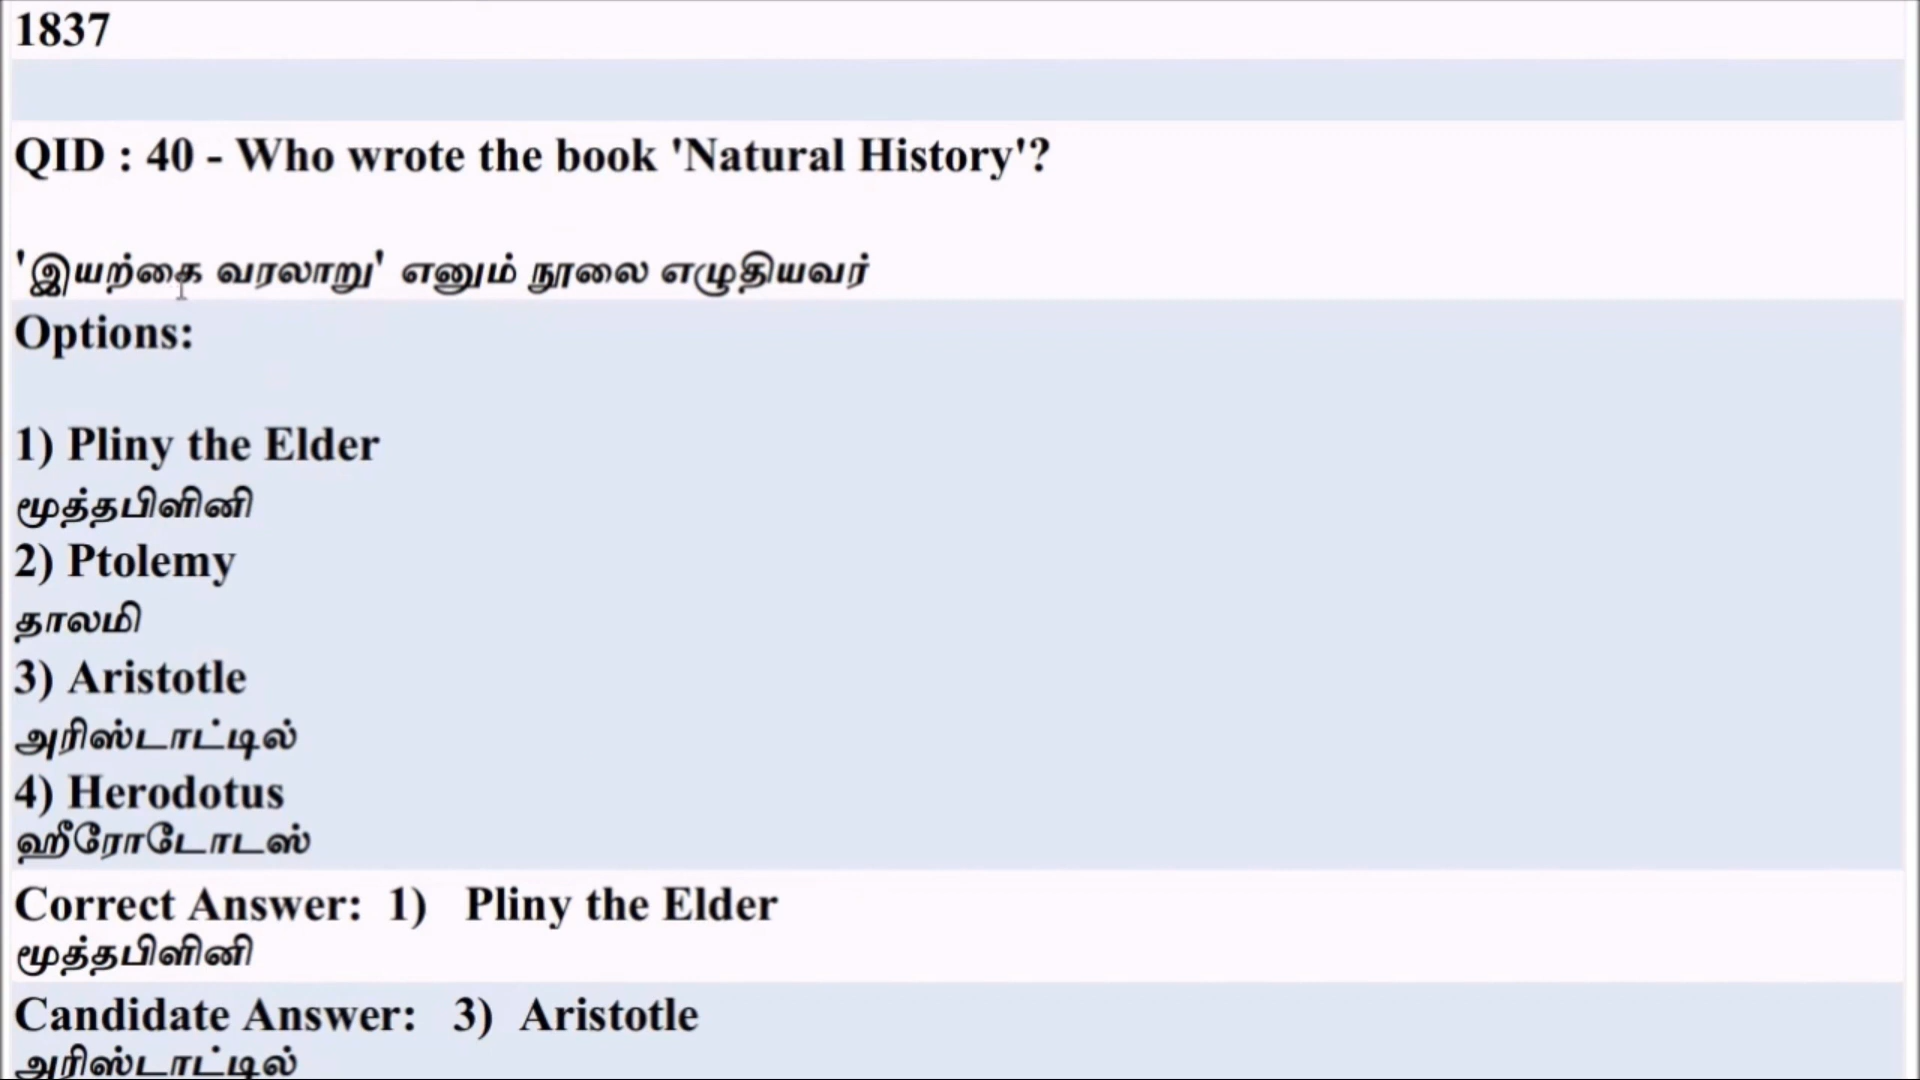 1837
QID : 40 - Who wrote the book 'Natural History'?
'இயற்கை வரலாறு' எனும் நூலை எழுதியவர்
Options:
1) Pliny the Elder
மூத்தபிளினி
2) Ptolemy
தாலமி
3) Aristotle
அரிஸ்டாட்டில்
4) Herodotus
ஹீரோடோடஸ்
Correct Answer: 1) Pliny the Elder
மூத்தபிளினி
Candidate Answer: 3) Aristotle
அரிஸ்டாட்டில்